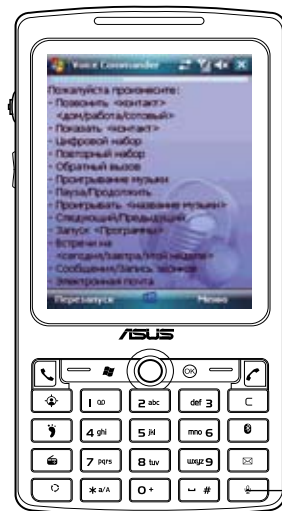 Voice Commander
Пожалуйста произнесите:
- Позвонить <контакт>
<дом/работа/сотовый>
- Показать <контакт>
- Цифровой набор
- Повторный набор
- Обратный вызов
- Проигрывание музыки
- Пауза/Продолжить
- Проигрывать <название музыки>
- Следующий/Предыдущий
- Запуск <Программы>
- Встречи на
<сегодня/завтра/этой неделе>
- Сообщения/Запись звонков
- Электронная почта
Перезапуск Меню
ASUS
OK
1 2 abc def 3 C
4 ghi 5 jkl mno 6
7 pqrs 8 tuv wxyz 9
* a/A 0 + #